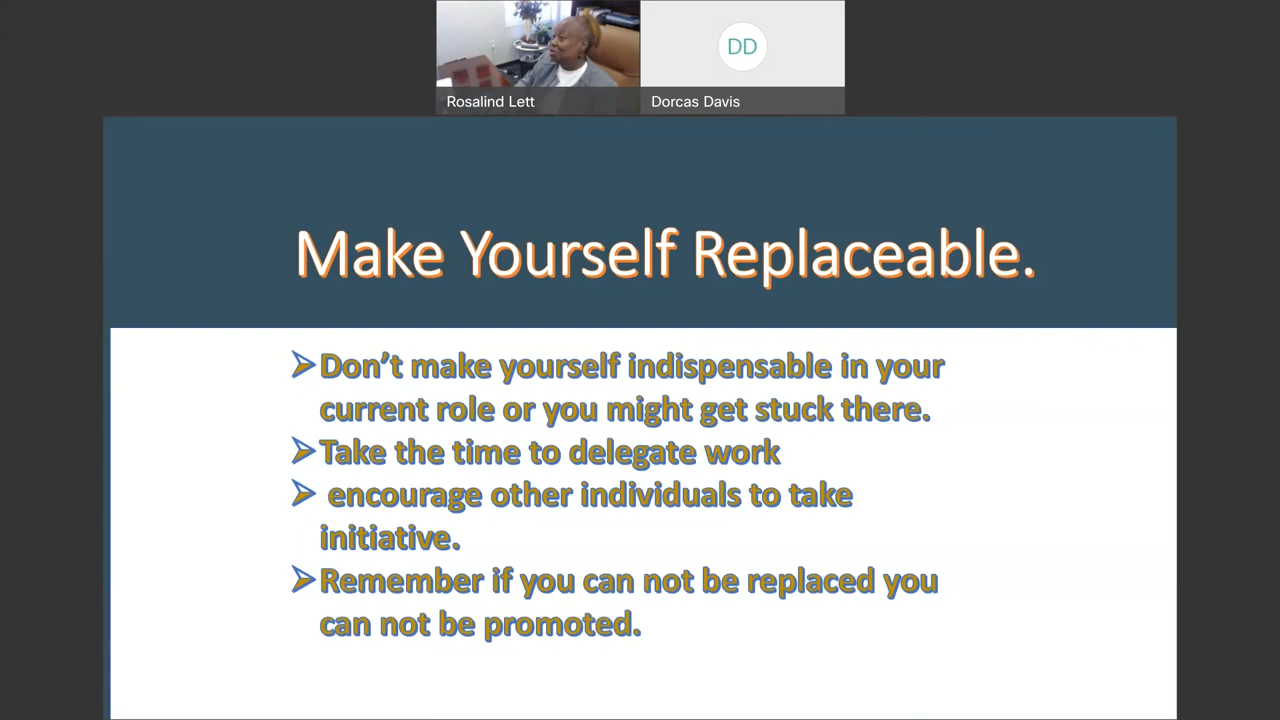 DD
Rosalind Lett
Dorcas Davis
Make Yourself Replaceable.
➢Don’t make yourself indispensable in your
current role or you might get stuck there.
➢Take the time to delegate work
➢ encourage other individuals to take
initiative.
➢Remember if you can not be replaced you
can not be promoted.